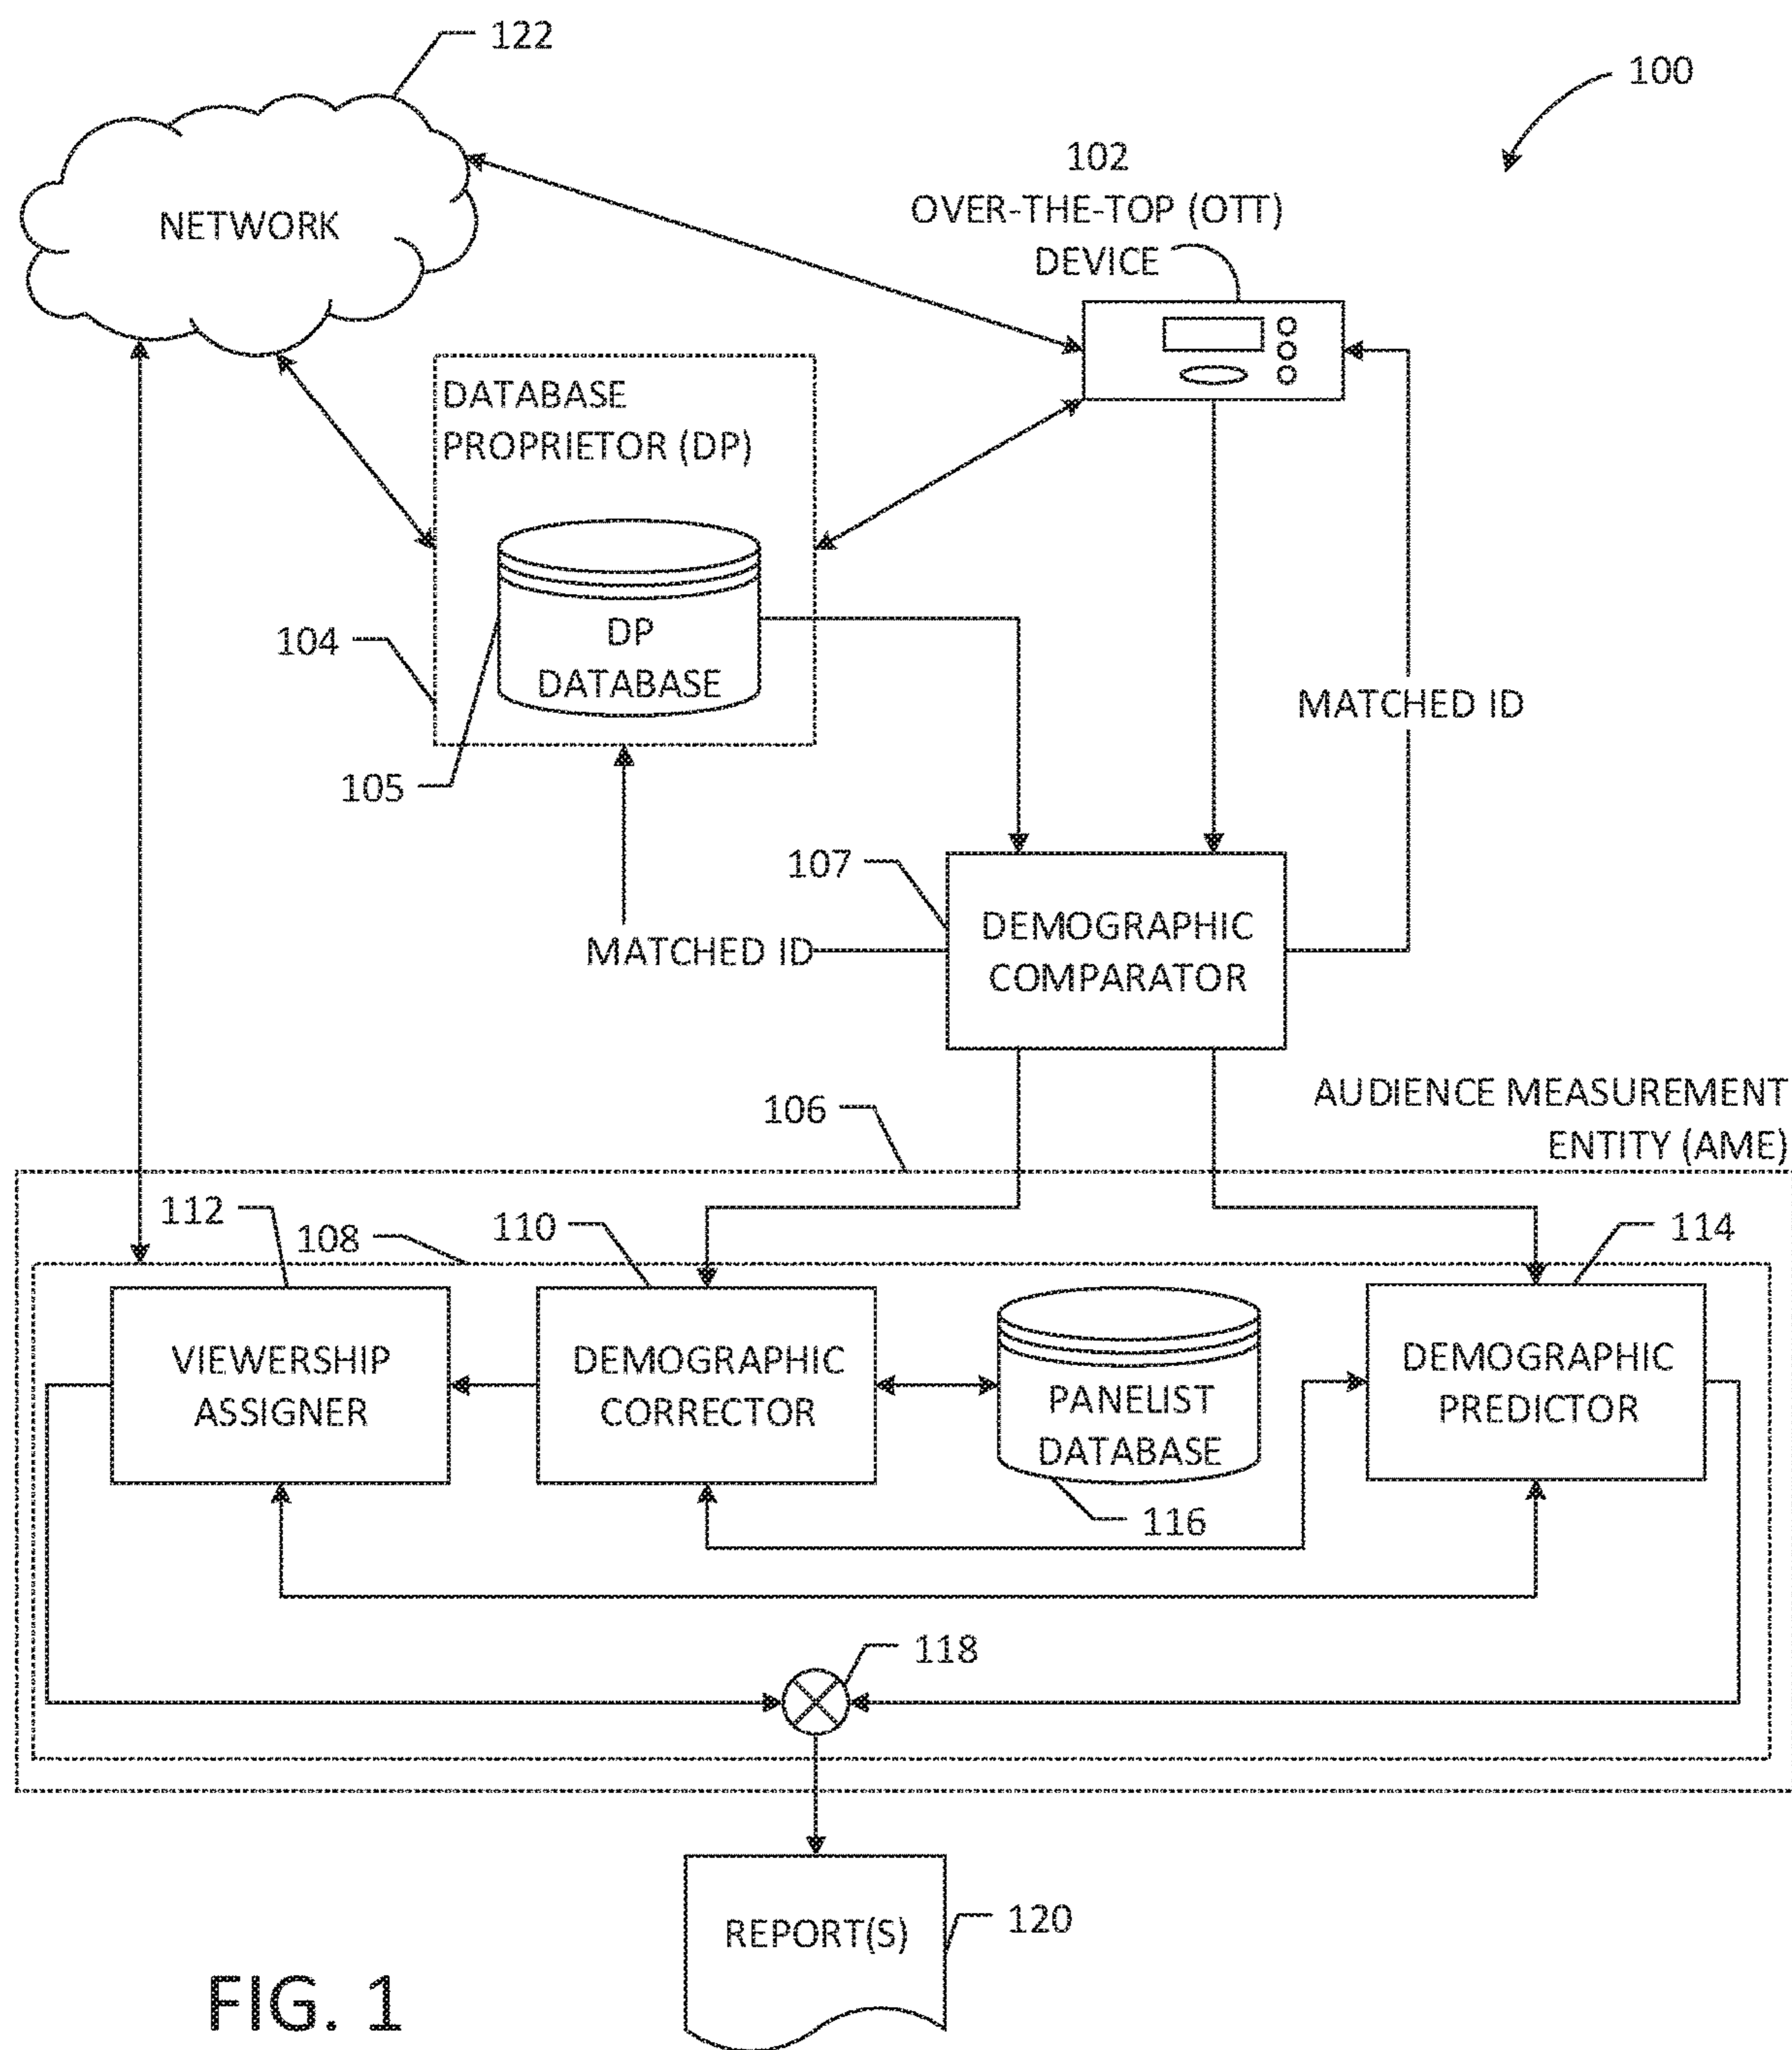 122
100
NETWORK
102
OVER-THE-TOP (OTT)
DEVICE
DATABASE
PROPRIETOR (DP)
104
DP
DATABASE
105
MATCHED ID
107
MATCHED ID
DEMOGRAPHIC
COMPARATOR
106
AUDIENCE MEASUREMENT
ENTITY (AME)
112
108
110
114
VIEWERSHIP
ASSIGNER
DEMOGRAPHIC
CORRECTOR
PANELIST
DATABASE
116
DEMOGRAPHIC
PREDICTOR
118
REPORT(S)
120
FIG. 1